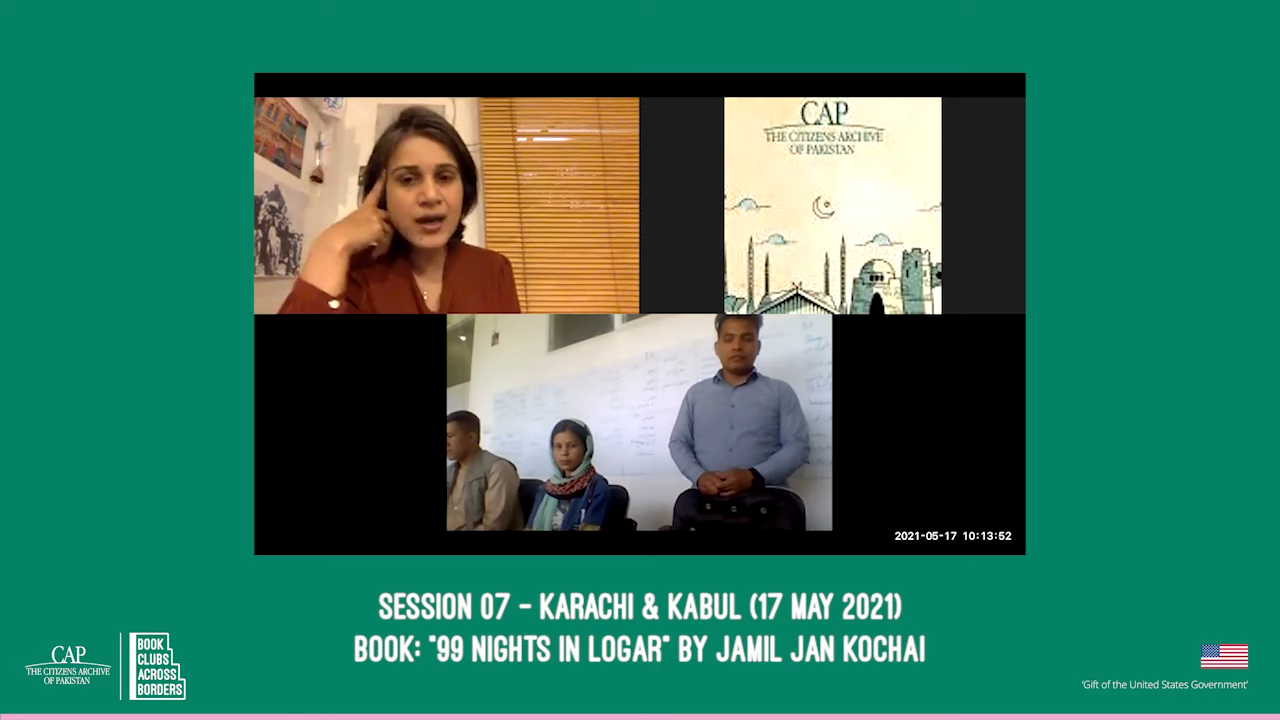 CAP
THE CITIZENS ARCHIVE
OF PAKISTAN
2021-05-17 10:13:52
SESSION 07 - KARACHI & KABUL (17 MAY 2021)
BOOK: "99 NIGHTS IN LOGAR" BY JAMIL JAN KOCHAI
CAP
THE CITIZENS ARCHIVE
OF PAKISTAN
BOOK
CLUBS
ACROSS
BORDERS
'Gift of the United States Government'